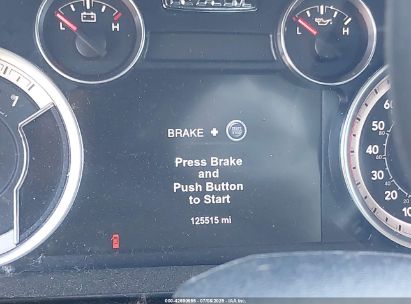 L H
L H
BRAKE +
Press Brake
and
Push Button
to Start
125515 mi
7
60
50
40
30
20
10